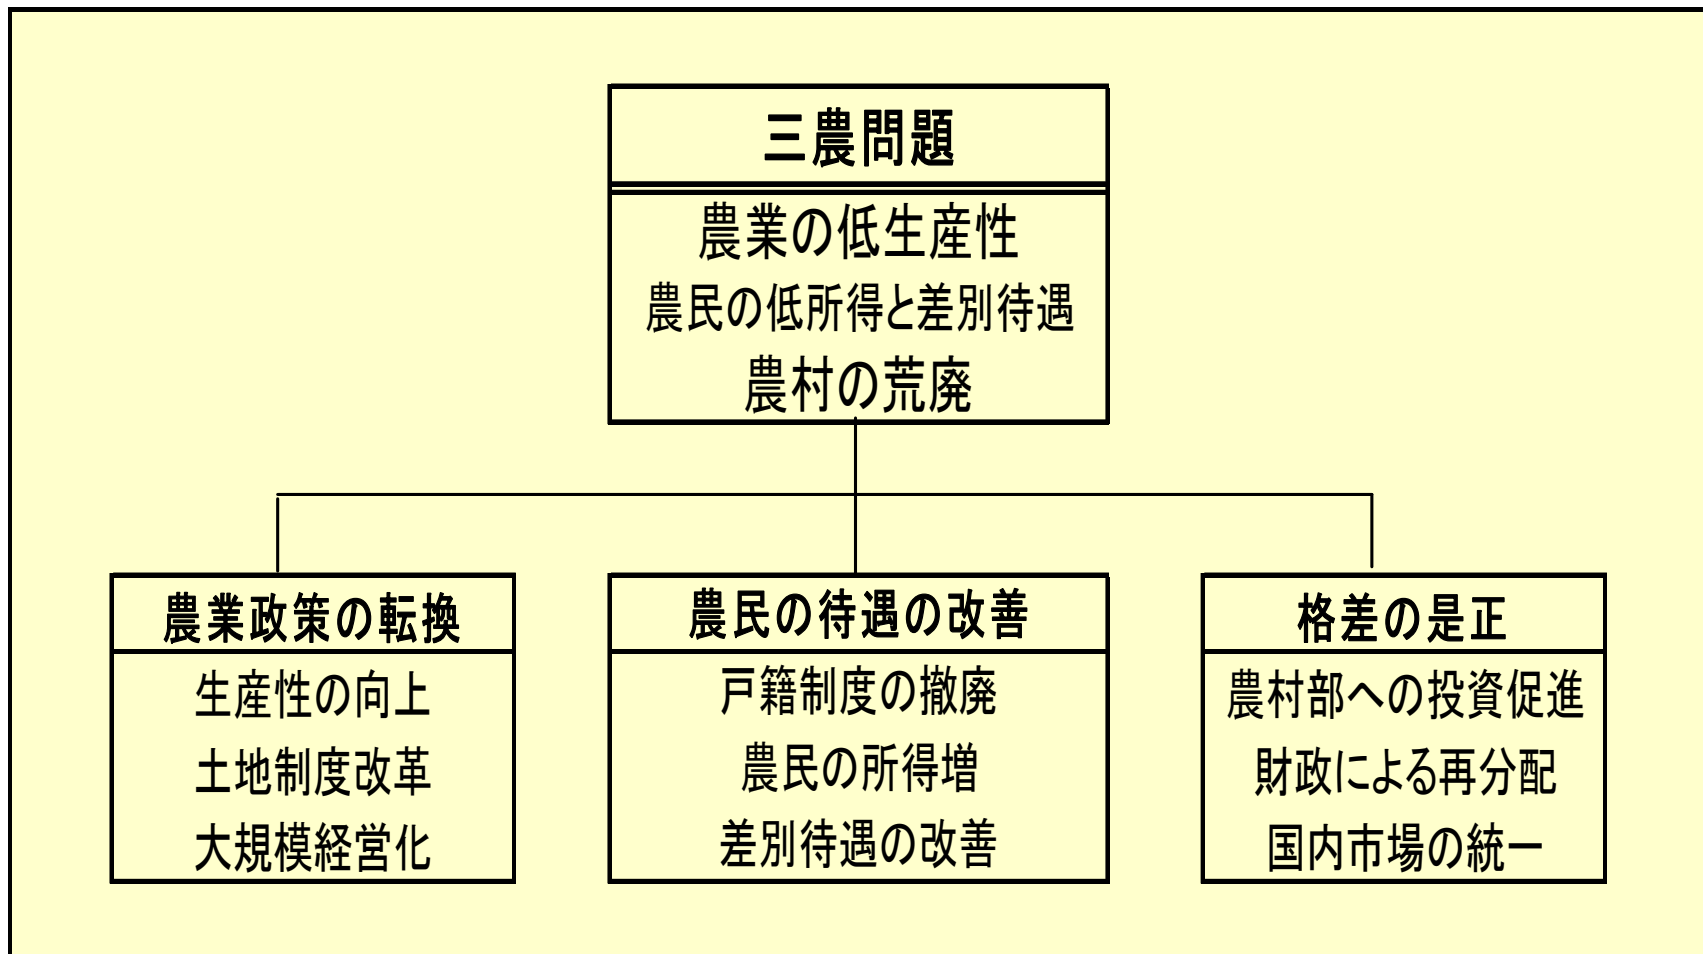 三農問題
農業の低生産性
農民の低所得と差別待遇
農村の荒廃
農業政策の転換
生産性の向上
土地制度改革
大規模経営化
農民の待遇の改善
戸籍制度の撤廃
農民の所得増
差別待遇の改善
格差の是正
農村部への投資促進
財政による再分配
国内市場の統一